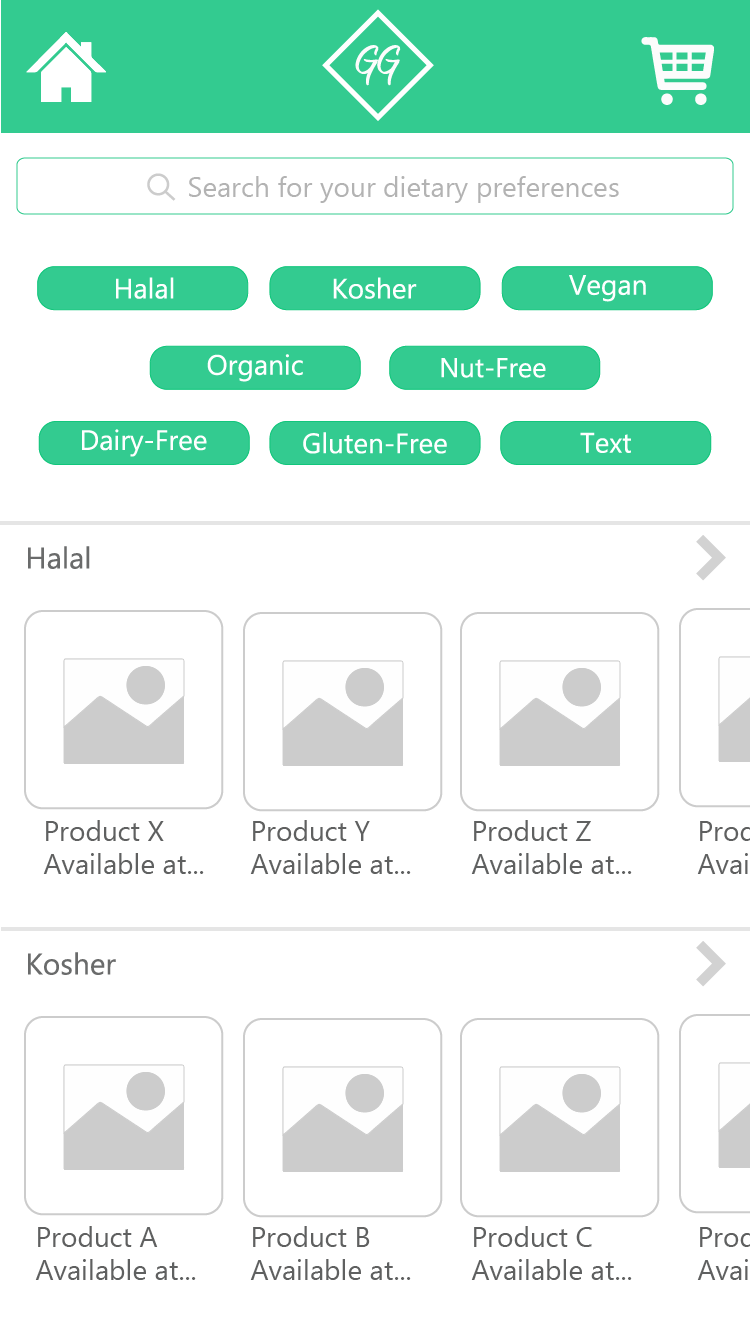 GG
Search for your dietary preferences
Halal Kosher Vegan
Organic Nut-Free
Dairy-Free Gluten-Free Text
Halal
Product X Product Y Product Z Prod
Available at... Available at... Available at... Avai
Kosher
Product A Product B Product C Prod
Available at... Available at... Available at... Avai